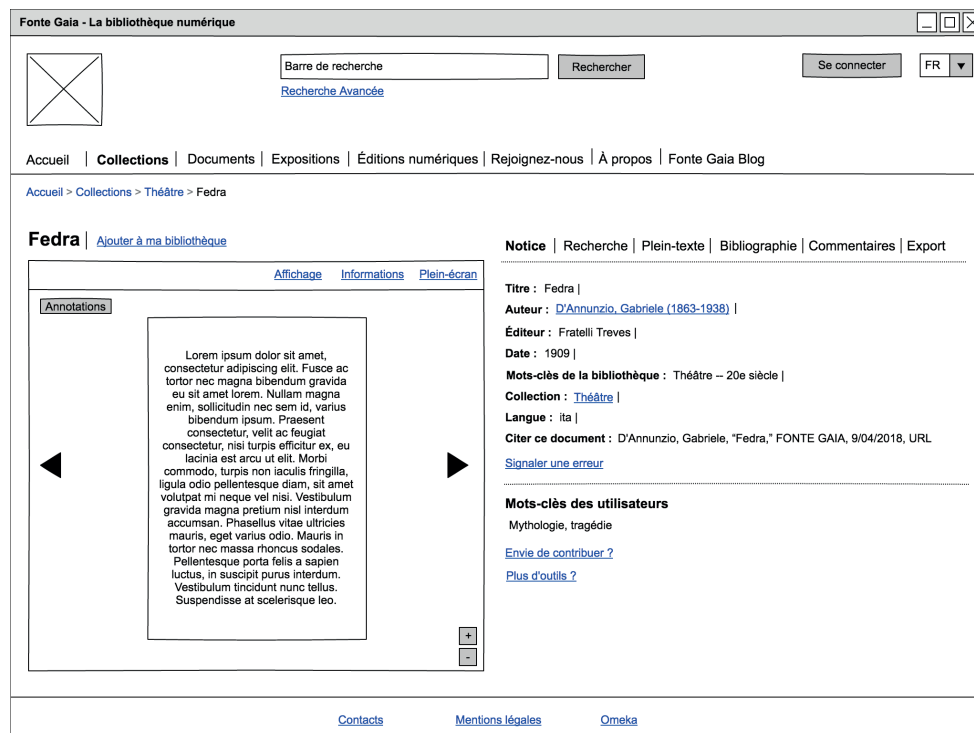 Fonte Gaia - La bibliothèque numérique
Barre de recherche
Rechercher
Se connecter
FR
Recherche Avancée
Accueil | Collections | Documents | Expositions | Éditions numériques | Rejoignez-nous | À propos | Fonte Gaia Blog
Accueil > Collections > Théâtre > Fedra
Fedra | Ajouter à ma bibliothèque
Affichage Informations Plein-écran
Annotations
Lorem ipsum dolor sit amet,
consectetur adipiscing elit. Fusce ac
tortor nec magna bibendum gravida
eu sit amet lorem. Nullam magna
enim, sollicitudin nec sem id, varius
bibendum ipsum. Praesent
consectetur, velit ac feugiat
consectetur, nisi turpis efficitur ex, eu
lacinia est arcu ut elit. Morbi
commodo, turpis non iaculis fringilla,
ligula odio pellentesque diam, sit amet
volutpat mi neque vel nisi. Vestibulum
gravida magna pretium nisl interdum
accumsan. Phasellus vitae ultricies
mauris, eget varius odio. Mauris in
tortor nec massa rhoncus sodales.
Pellentesque porta felis a sapien
luctus, in suscipit purus interdum.
Vestibulum tincidunt nunc tellus.
Suspendisse at scelerisque leo.
+
-
Notice | Recherche | Plein-texte | Bibliographie | Commentaires | Export
Titre : Fedra |
Auteur : D'Annunzio, Gabriele (1863-1938) |
Éditeur : Fratelli Treves |
Date : 1909 |
Mots-clès de la bibliothèque : Théâtre -- 20e siècle |
Collection : Théâtre |
Langue : ita |
Citer ce document : D'Annunzio, Gabriele, "Fedra," FONTE GAIA, 9/04/2018, URL
Signaler une erreur
Mots-clès des utilisateurs
Mythologie, tragédie
Envie de contribuer ?
Plus d'outils ?
Contacts Mentions légales Omeka